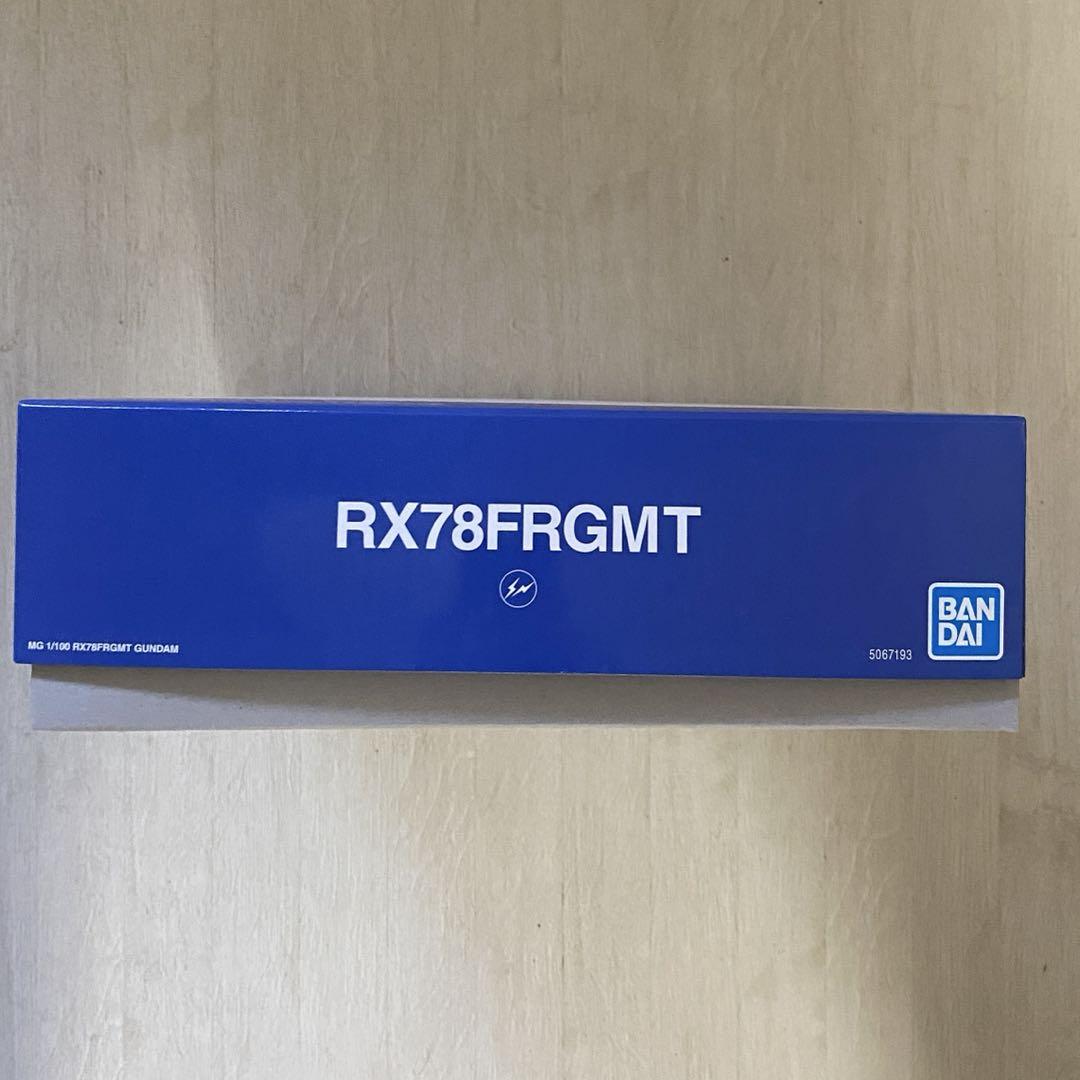 RX78FRGMT
MG 1/100 RX78FRGMT GUNDAM
5067193
BAN
DAI